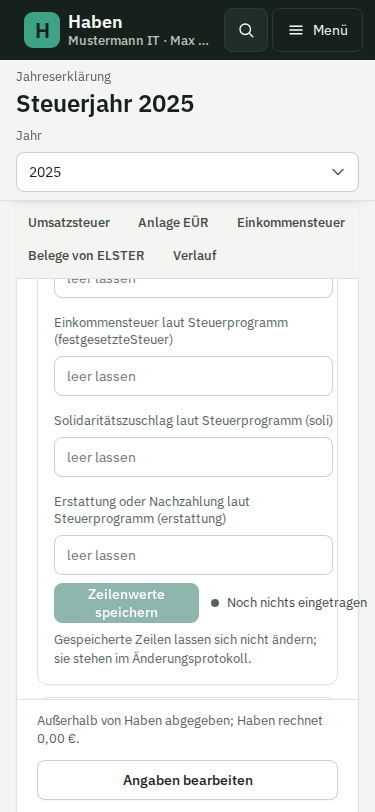 H
Haben
Mustermann IT · Max ...
Menü
Jahreserklärung
Steuerjahr 2025
Jahr
2025
Umsatzsteuer Anlage EÜR Einkommensteuer
Belege von ELSTER Verlauf
leer lassen
Einkommensteuer laut Steuerprogramm
(festgesetzteSteuer)
leer lassen
Solidaritätszuschlag laut Steuerprogramm (soli)
leer lassen
Erstattung oder Nachzahlung laut
Steuerprogramm (erstattung)
leer lassen
Zeilenwerte
speichern
Noch nichts eingetragen
Gespeicherte Zeilen lassen sich nicht ändern;
sie stehen im Änderungsprotokoll.
Außerhalb von Haben abgegeben; Haben rechnet
0,00 €.
Angaben bearbeiten